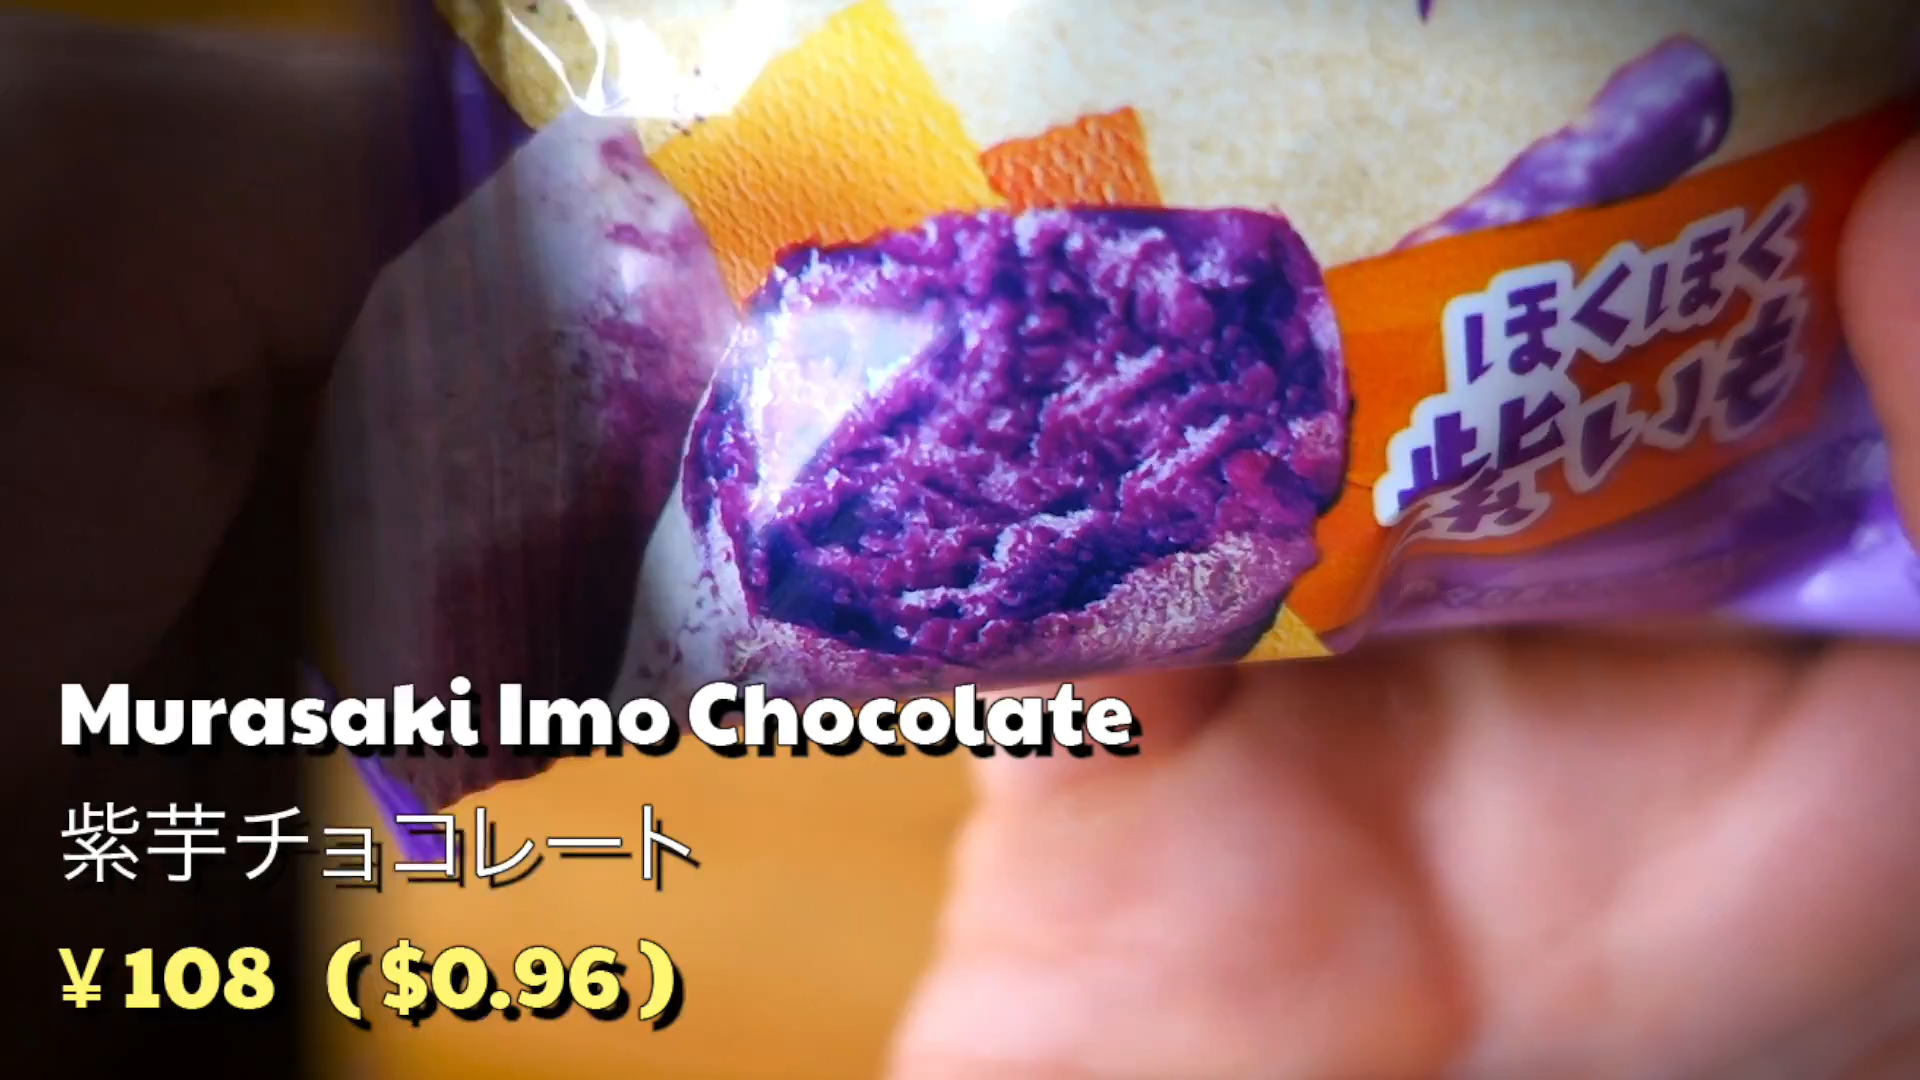 ほくほく
紫いも
Murasaki Imo Chocolate
紫芋チョコレート
¥108 ($0.96)